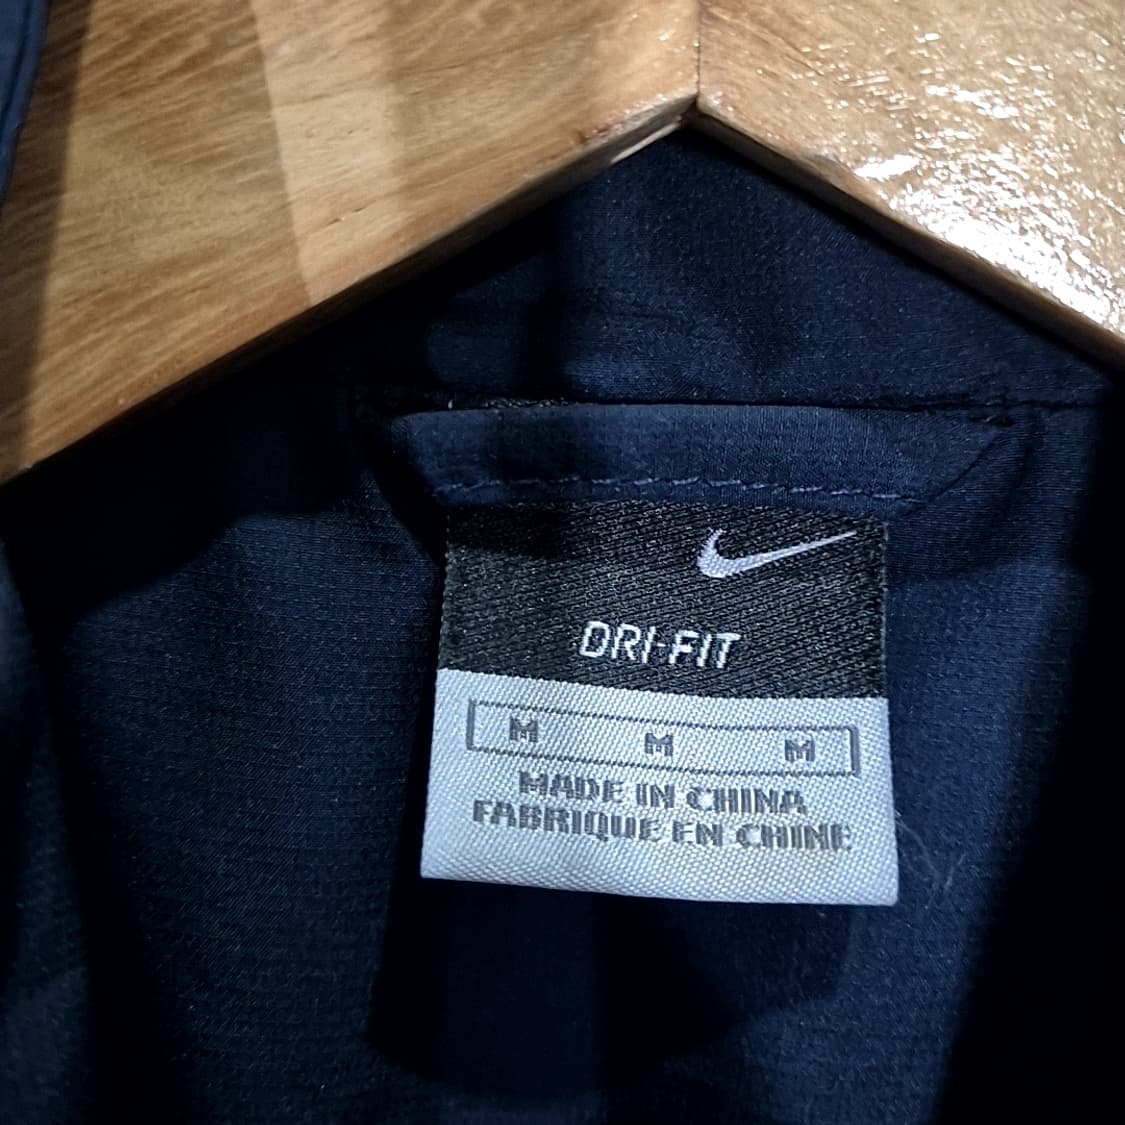 DRI-FIT
M M M
MADE IN CHINA
FABRIQUE EN CHINE